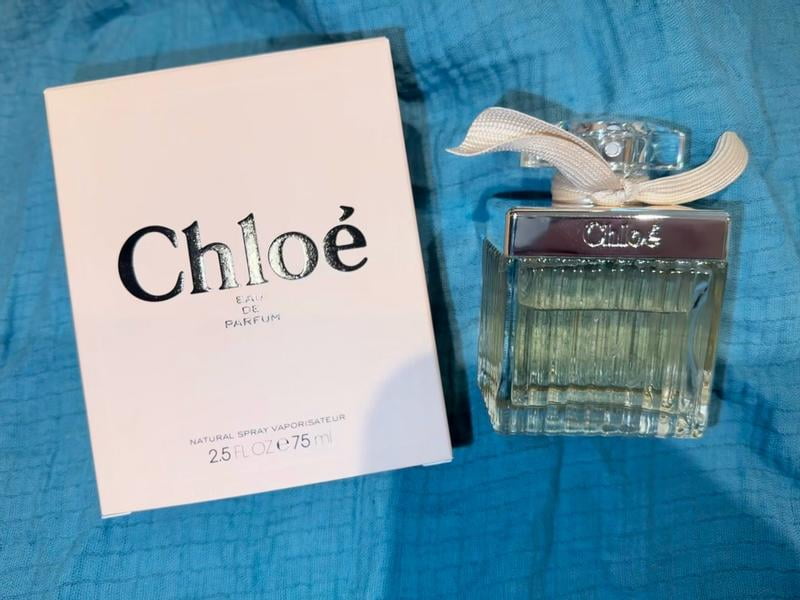 Chloé
EAU
DE
PARFUM
NATURAL SPRAY VAPORISATEUR
2.5 FL OZ ℮ 75 ml
Chloé